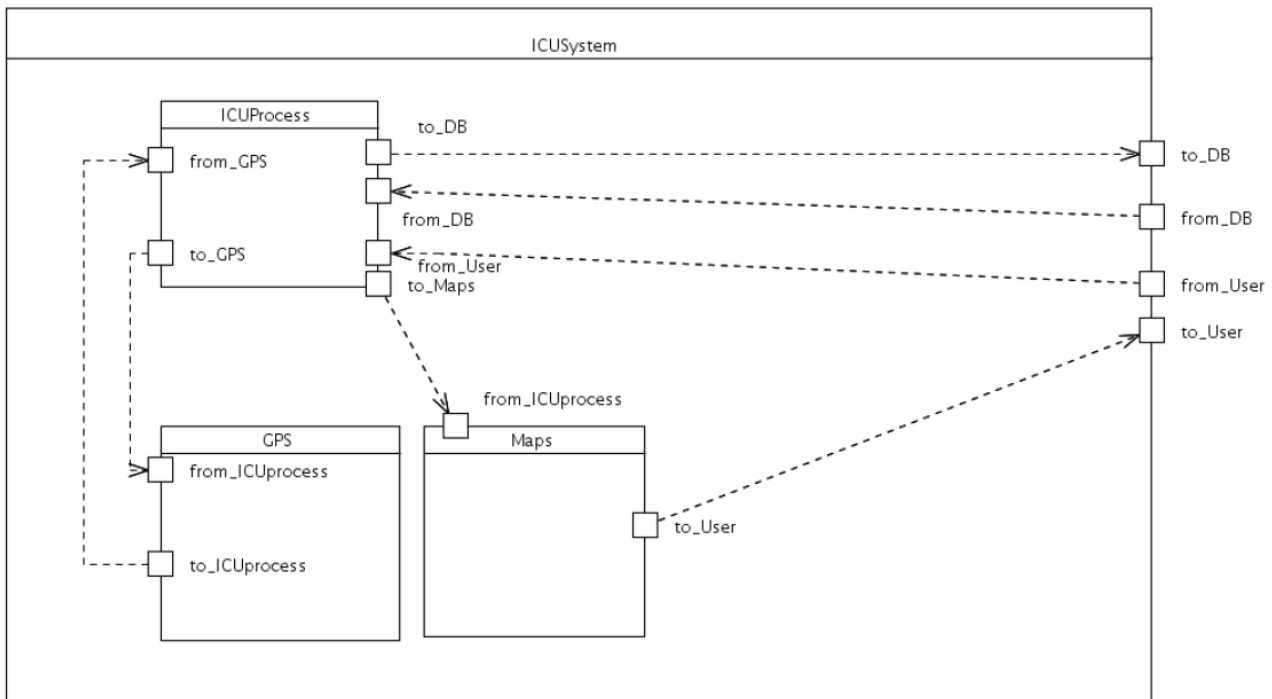 ICUSystem
ICUProcess
to_DB
from_GPS
to_DB
from_DB
from_DB
to_GPS
from_User
to_Maps
from_User
to_User
from_ICUprocess
GPS
Maps
from_ICUprocess
to_User
to_ICUprocess